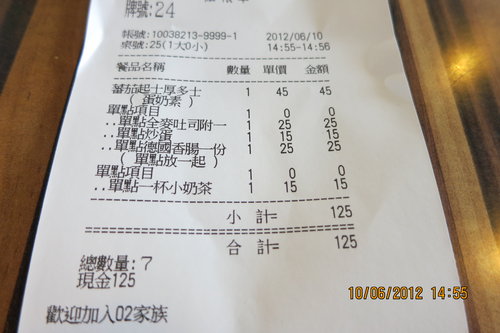 牌號:24
帳號:10038213-9999-1 2012/06/10
桌號:25(1大0小) 14:55-14:56
餐品名稱 數量 單價 金額
蕃茄起士厚多士 1 45 45
(蛋奶素)
單點項目 1 0 0
..單點全麥吐司附一 1 25 25
..單點炒蛋 1 15 15
..單點德國香腸一份 1 25 25
(單點放一起)
單點項目 1 0 0
..單點一杯小奶茶 1 15 15
小 計= 125
合 計= 125
總數量:7
現金125
歡迎加入02家族
10/06/2012 14:55